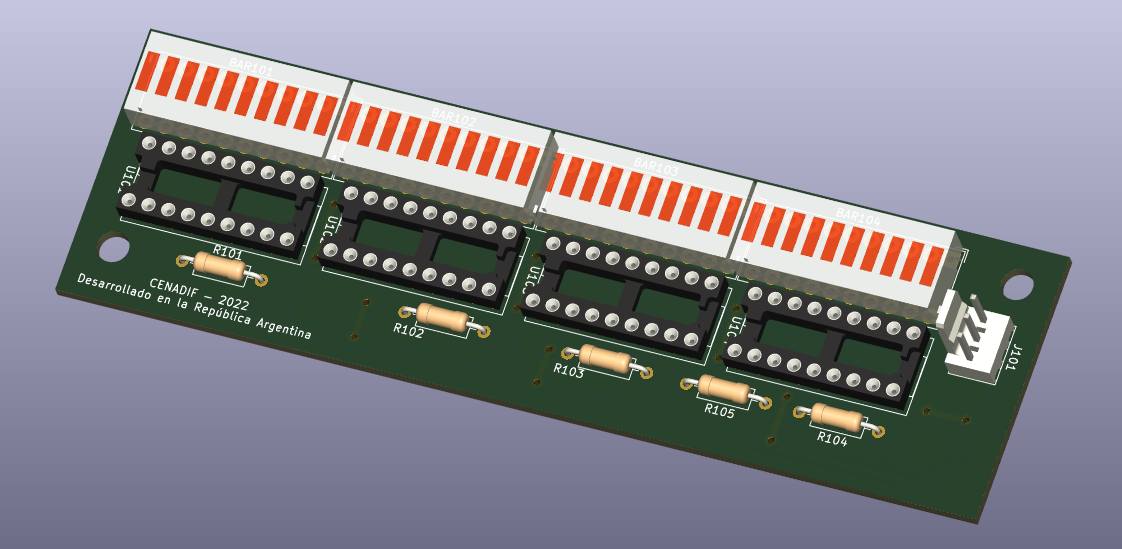 BAR101
BAR102
BAR103
BAR104
R101
R102
R103
R105
R104
J101
CENADIF - 2022
Desarrollado en la República Argentina